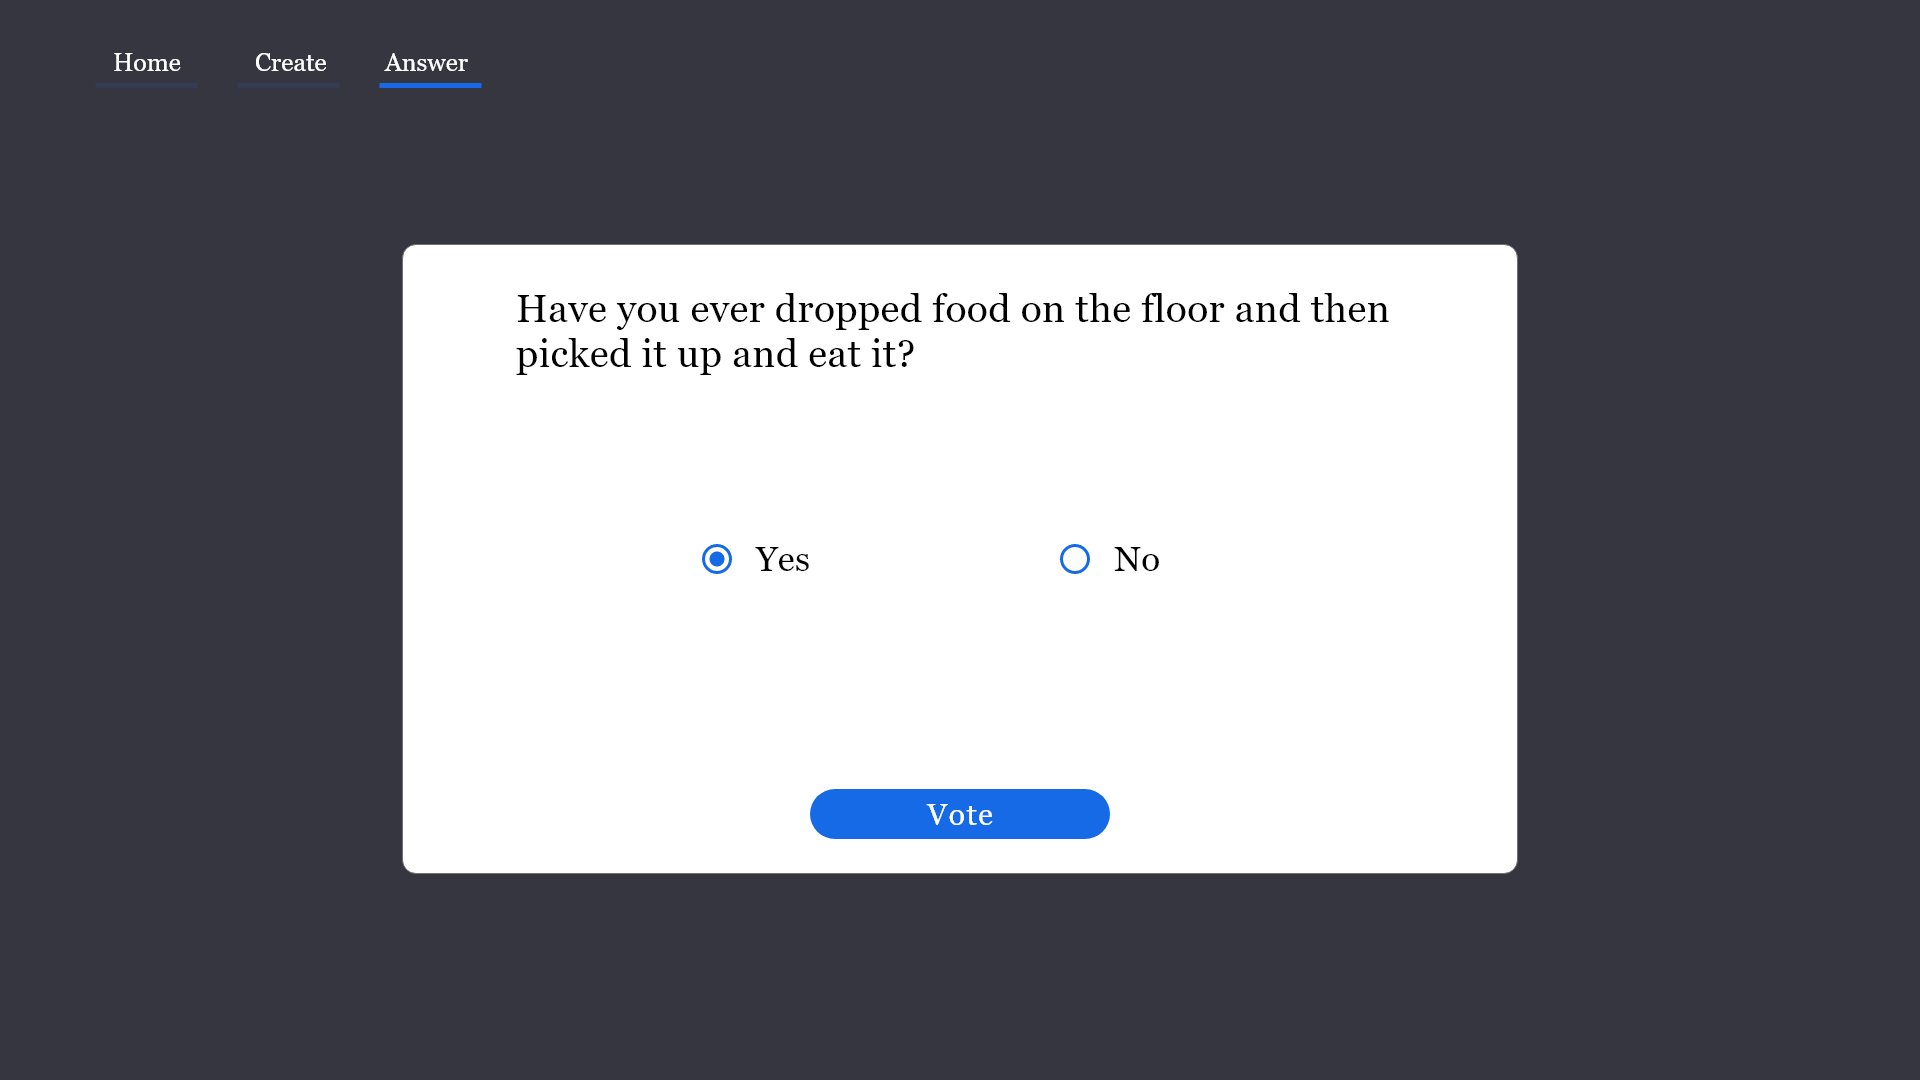 Home Create Answer
Have you ever dropped food on the floor and then
picked it up and eat it?
Yes No
Vote